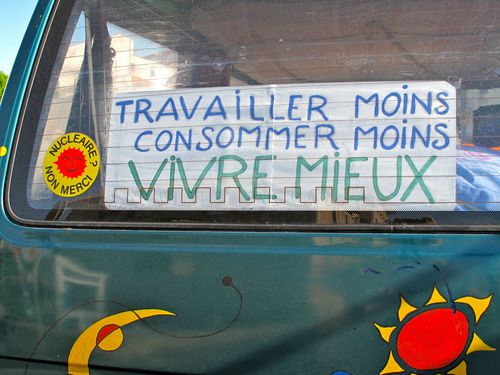 TRAVAILLER MOINS
CONSOMMER MOINS
VIVRE MIEUX
NUCLEAIRE?
NON MERCI